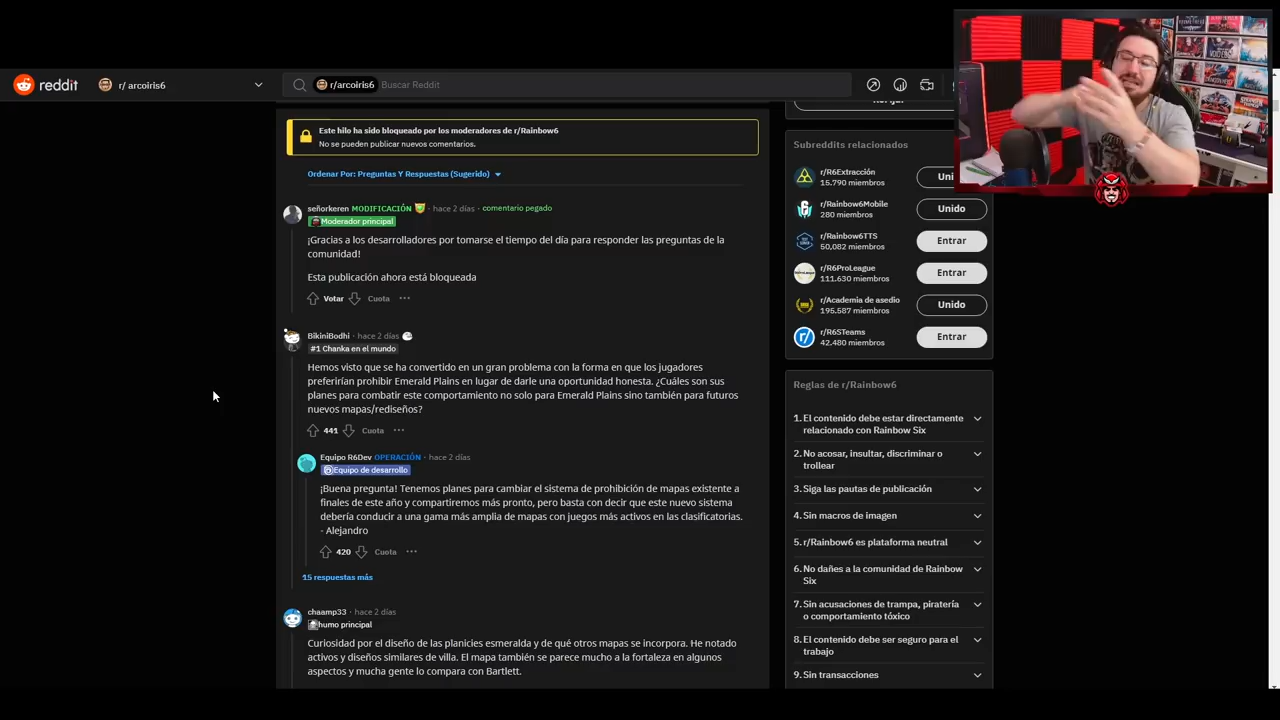 reddit
r/ arcoiris6
r/arcoiris6
Buscar Reddit
Este hilo ha sido bloqueado por los moderadores de r/Rainbow6
No se pueden publicar nuevos comentarios.
Ordenar Por: Preguntas Y Respuestas (Sugerido)
señorkeren MODIFICACIÓN · hace 2 días · comentario pegado
Moderador principal
¡Gracias a los desarrolladores por tomarse el tiempo del día para responder las preguntas de la
comunidad!
Esta publicación ahora está bloqueada
Votar
Cuota
BikiniBodhi · hace 2 días
#1 Chanka en el mundo
Hemos visto que se ha convertido en un gran problema con la forma en que los jugadores
preferirían prohibir Emerald Plains en lugar de darle una oportunidad honesta. ¿Cuáles son sus
planes para combatir este comportamiento no solo para Emerald Plains sino también para futuros
nuevos mapas/rediseños?
441
Cuota
Equipo R6Dev OPERACIÓN · hace 2 días
Equipo de desarrollo
¡Buena pregunta! Tenemos planes para cambiar el sistema de prohibición de mapas existente a
finales de este año y compartiremos más pronto, pero basta con decir que este nuevo sistema
debería conducir a una gama más amplia de mapas con juegos más activos en las clasificatorias.
- Alejandro
420
Cuota
15 respuestas más
chaamp33 · hace 2 días
humo principal
Curiosidad por el diseño de las planicies esmeralda y de qué otros mapas se incorpora. He notado
activos y diseños similares de villa. El mapa también se parece mucho a la fortaleza en algunos
aspectos y mucha gente lo compara con Bartlett.
Subreddits relacionados
r/R6Extracción
15.790 miembros
Uni
r/Rainbow6Mobile
280 miembros
Unido
r/Rainbow6TTS
50,082 miembros
Entrar
r/R6ProLeague
111.630 miembros
Entrar
r/Academia de asedio
195.587 miembros
Unido
r/R6STeams
42.480 miembros
Entrar
Reglas de r/Rainbow6
1. El contenido debe estar directamente
relacionado con Rainbow Six
2. No acosar, insultar, discriminar o
trollear
3. Siga las pautas de publicación
4. Sin macros de imagen
5. r/Rainbow6 es plataforma neutral
6. No dañes a la comunidad de Rainbow
Six
7. Sin acusaciones de trampa, piratería
o comportamiento tóxico
8. El contenido debe ser seguro para el
trabajo
9. Sin transacciones